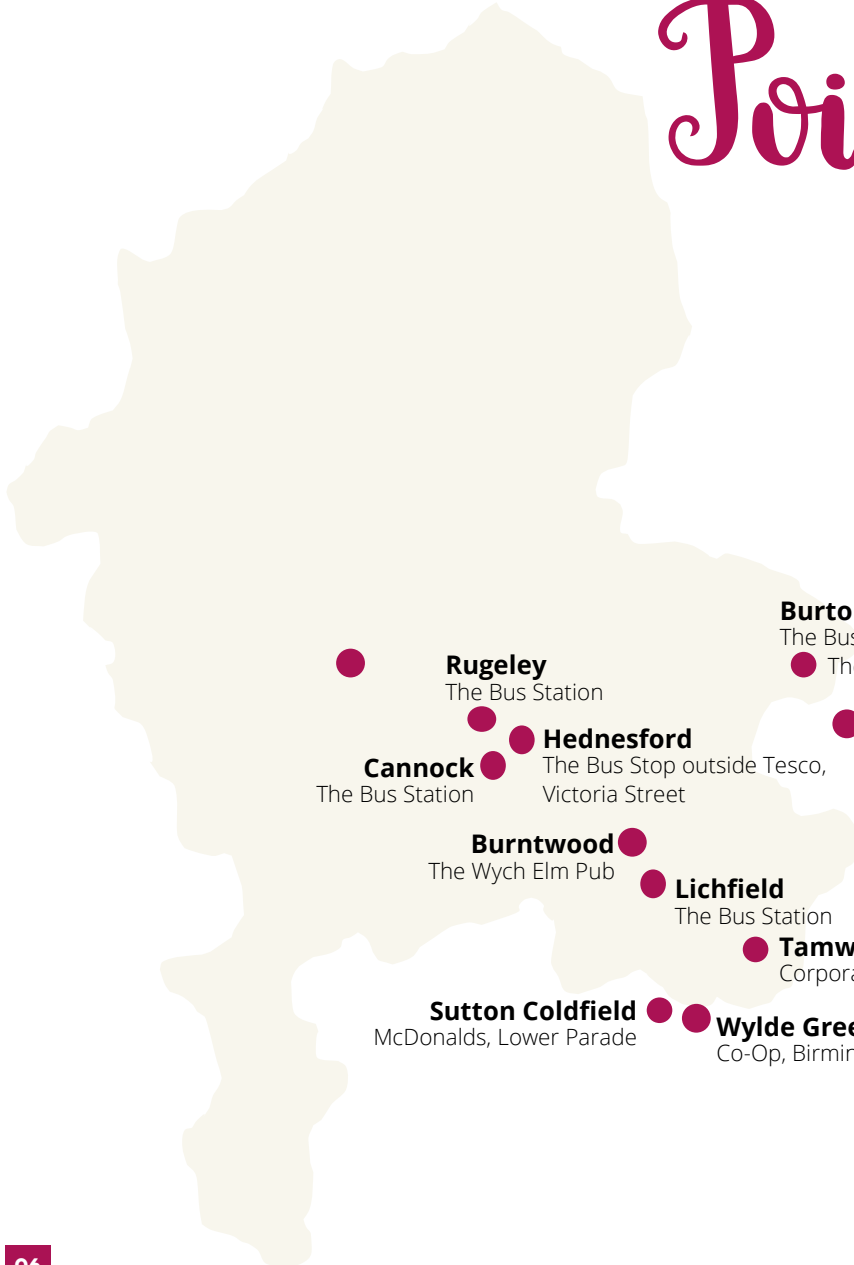 Poi
Burto
The Bus
The
Rugeley
The Bus Station
Hednesford
The Bus Stop outside Tesco,
Victoria Street
Cannock
The Bus Station
Burntwood
The Wych Elm Pub
Lichfield
The Bus Station
Tamw
Corpora
Sutton Coldfield
McDonalds, Lower Parade
Wylde Gree
Co-Op, Birmin